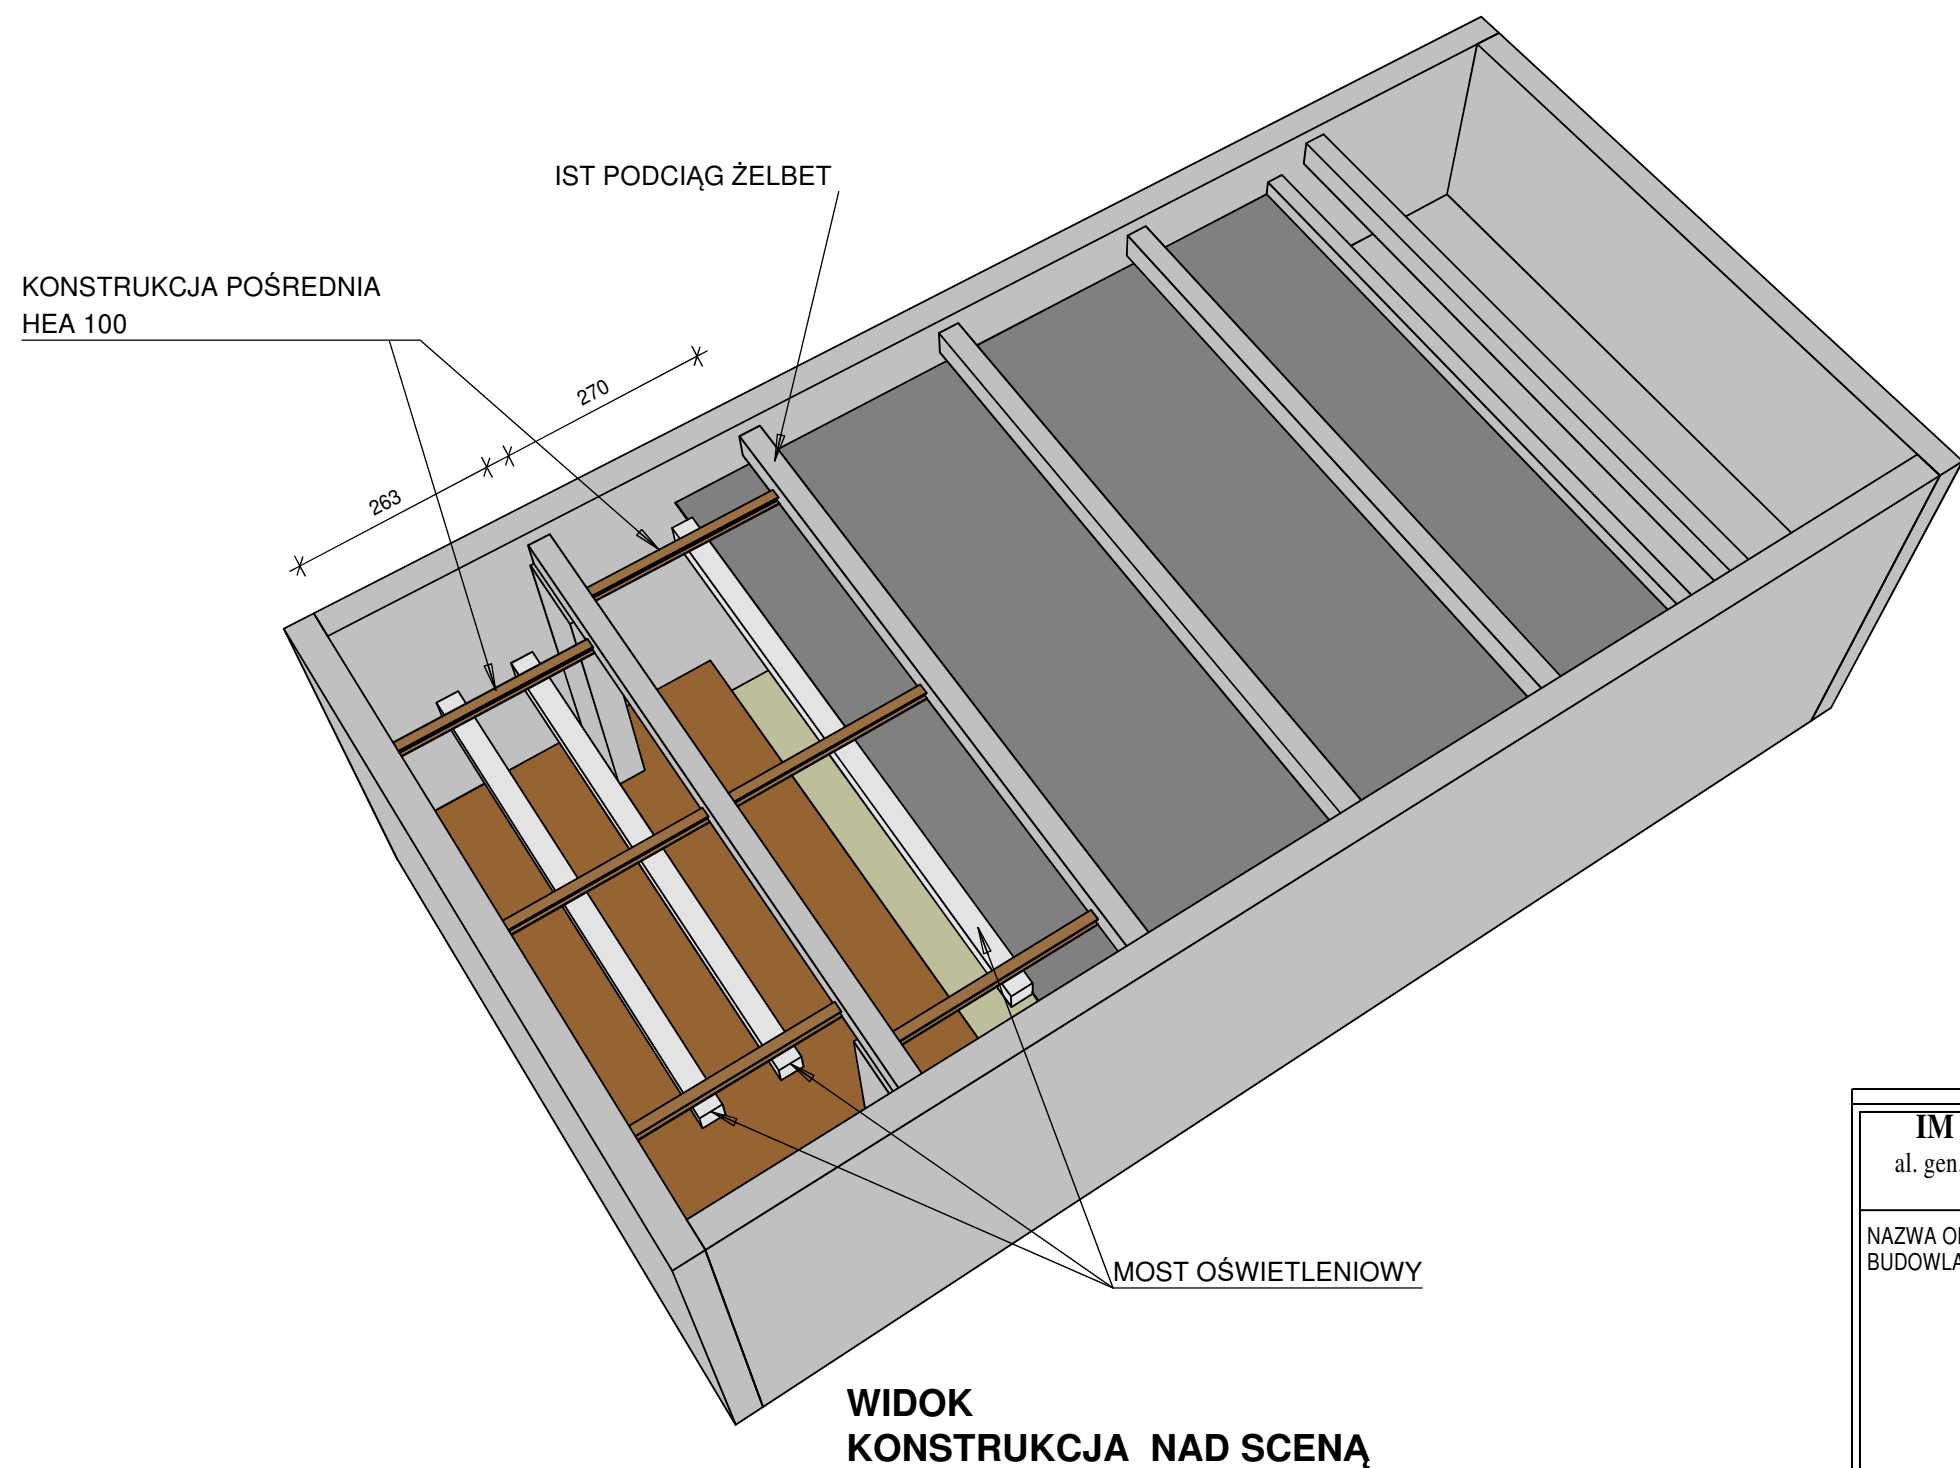 IST PODCIĄG ŻELBET
KONSTRUKCJA POŚREDNIA
HEA 100
270
263
MOST OŚWIETLENIOWY
WIDOK
KONSTRUKCJA NAD SCENĄ
IM
al. gen.
NAZWA